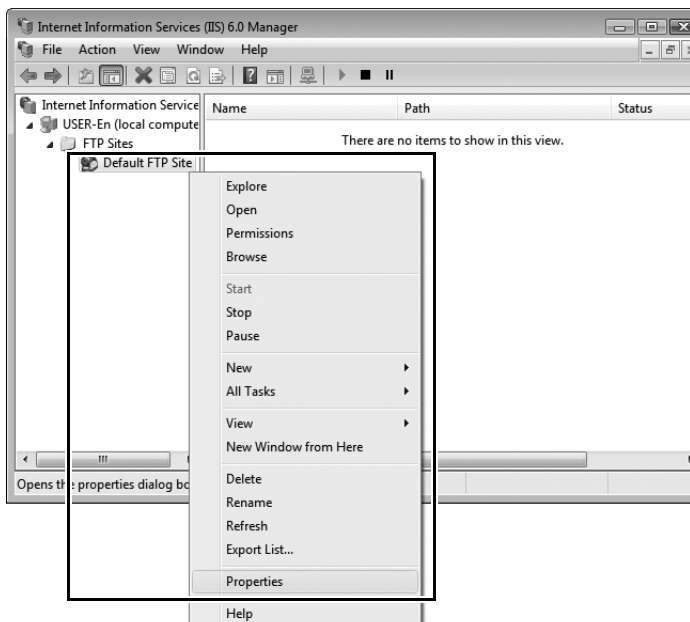 Internet Information Services (IIS) 6.0 Manager
File Action View Window Help
Internet Information Service
USER-En (local compute
FTP Sites
Default FTP Site
Name Path Status
There are no items to show in this view.
Explore
Open
Permissions
Browse
Start
Stop
Pause
New
All Tasks
View
New Window from Here
Delete
Rename
Refresh
Export List...
Properties
Help
Opens the properties dialog bo